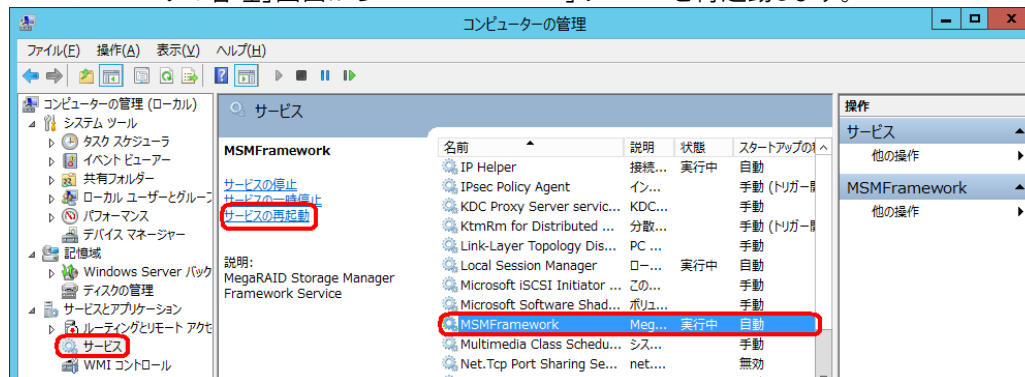 コンピューターの管理
ファイル(F) 操作(A) 表示(V) ヘルプ(H)
コンピューターの管理 (ローカル)
システム ツール
タスク スケジューラ
イベント ビューアー
共有フォルダー
ローカル ユーザーとグループ
パフォーマンス
デバイス マネージャー
記憶域
Windows Server バック
ディスクの管理
サービスとアプリケーション
ルーティングとリモート アクセ
サービス
WMI コントロール
サービス
MSMFramework
サービスの停止
サービスの一時停止
サービスの再起動
説明:
MegaRAID Storage Manager
Framework Service
名前 説明 状態 スタートアップの種
IP Helper 接続... 実行中 自動
IPsec Policy Agent イン... 手動 (トリガー開
KDC Proxy Server servic... KDC... 手動
KtmRm for Distributed ... 分散... 手動 (トリガー開
Link-Layer Topology Dis... PC ... 手動
Local Session Manager ロー... 実行中 自動
Microsoft iSCSI Initiator ... この... 手動
Microsoft Software Shad... ボリュ... 手動
MSMFramework Meg... 実行中 自動
Multimedia Class Schedu... シス... 手動
Net.Tcp Port Sharing Se... net.... 無効
操作
サービス
他の操作
MSMFramework
他の操作